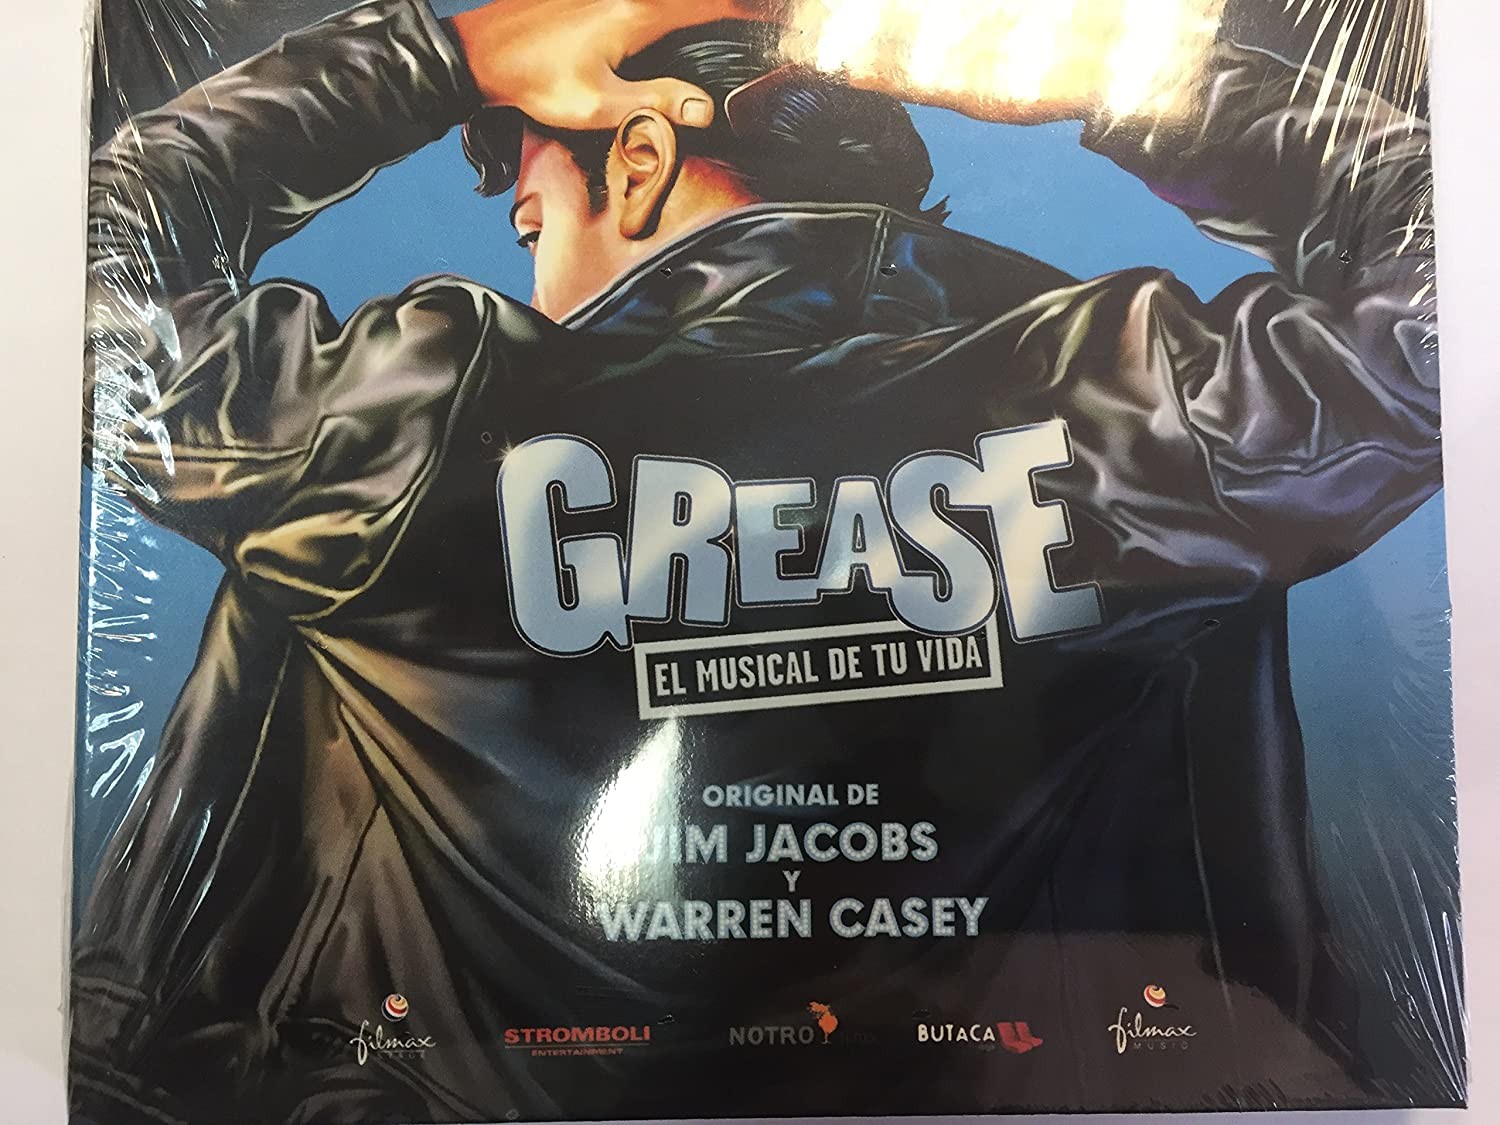 GREASE
EL MUSICAL DE TU VIDA
ORIGINAL DE
JIM JACOBS
Y
WARREN CASEY
filmax
STROMBOLI
ENTERTAINMENT
NOTRO
BUTACA
filmax
MUSIC